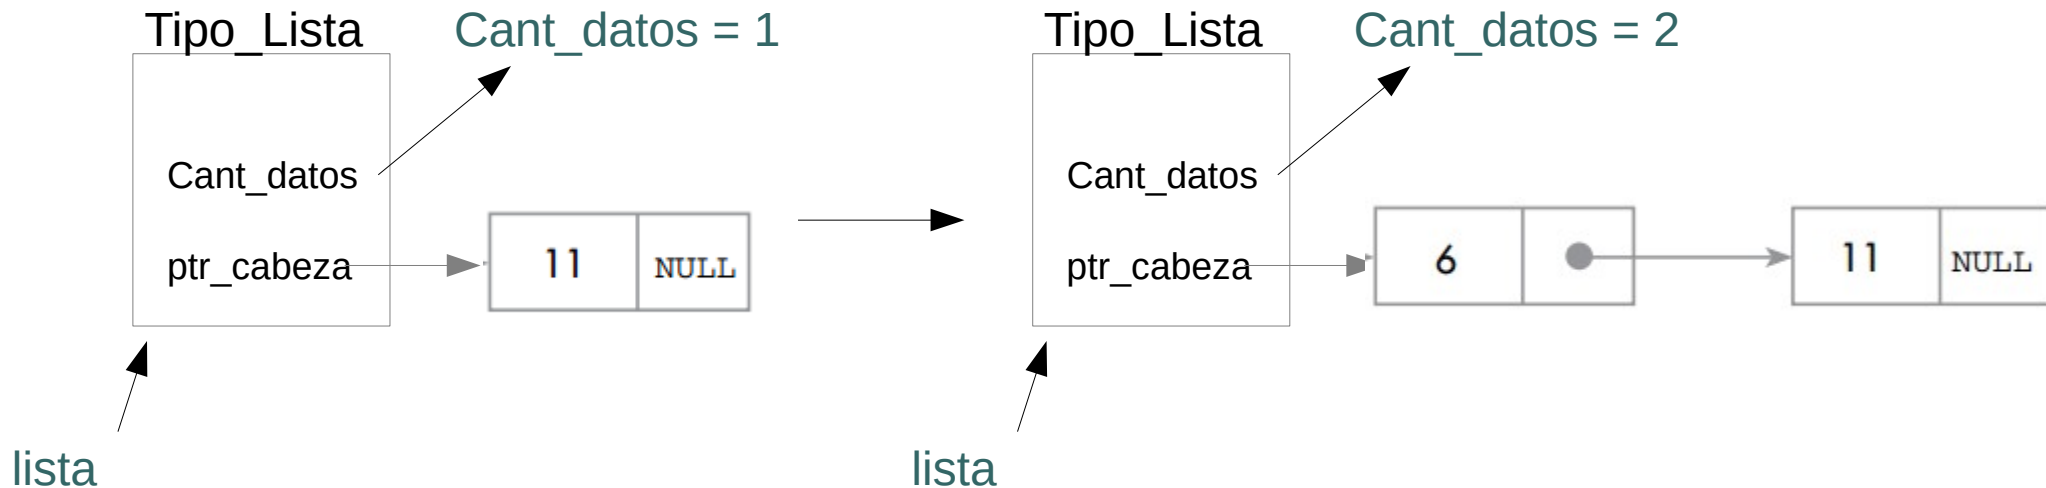 Tipo_Lista
Cant_datos = 1
Cant_datos
ptr_cabeza
11
NULL
lista
Tipo_Lista
Cant_datos = 2
Cant_datos
ptr_cabeza
6
11
NULL
lista